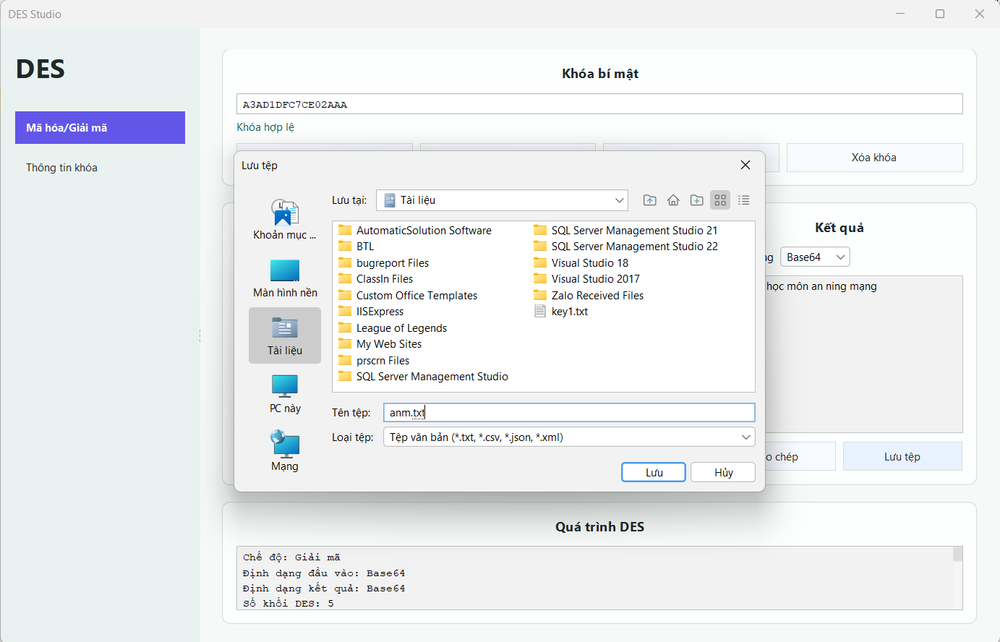 DES Studio
DES
Mã hóa/Giải mã
Thông tin khóa
Khóa bí mật
A3AD1DFC7CE02AAA
Khóa hợp lệ
Xóa khóa
Lưu tệp
Lưu tại:
Tài liệu
Khoản mục ...
Màn hình nền
Tài liệu
PC này
Mạng
AutomaticSolution Software
BTL
bugreport Files
ClassIn Files
Custom Office Templates
IISExpress
League of Legends
My Web Sites
prscrn Files
SQL Server Management Studio
SQL Server Management Studio 21
SQL Server Management Studio 22
Visual Studio 18
Visual Studio 2017
Zalo Received Files
key1.txt
Tên tệp:
anm.txt
Loại tệp:
Tệp văn bản (*.txt, *.csv, *.json, *.xml)
Lưu
Hủy
Kết quả
Base64
học môn an ning mạng
chép
Lưu tệp
Quá trình DES
Chế độ: Giải mã
Định dạng đầu vào: Base64
Định dạng kết quả: Base64
Số khối DES: 5